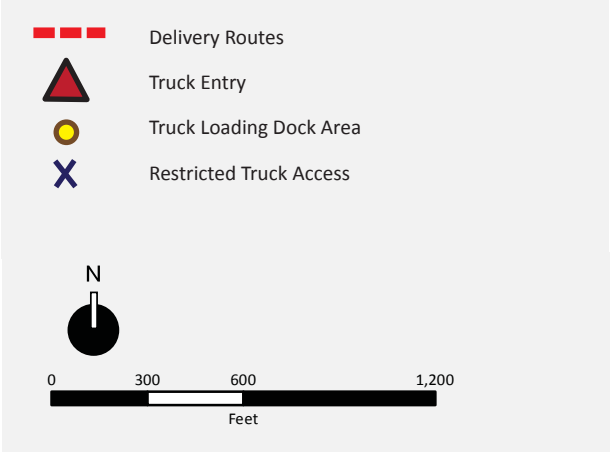 Delivery Routes
Truck Entry
Truck Loading Dock Area
Restricted Truck Access
N
0 300 600 1,200
Feet